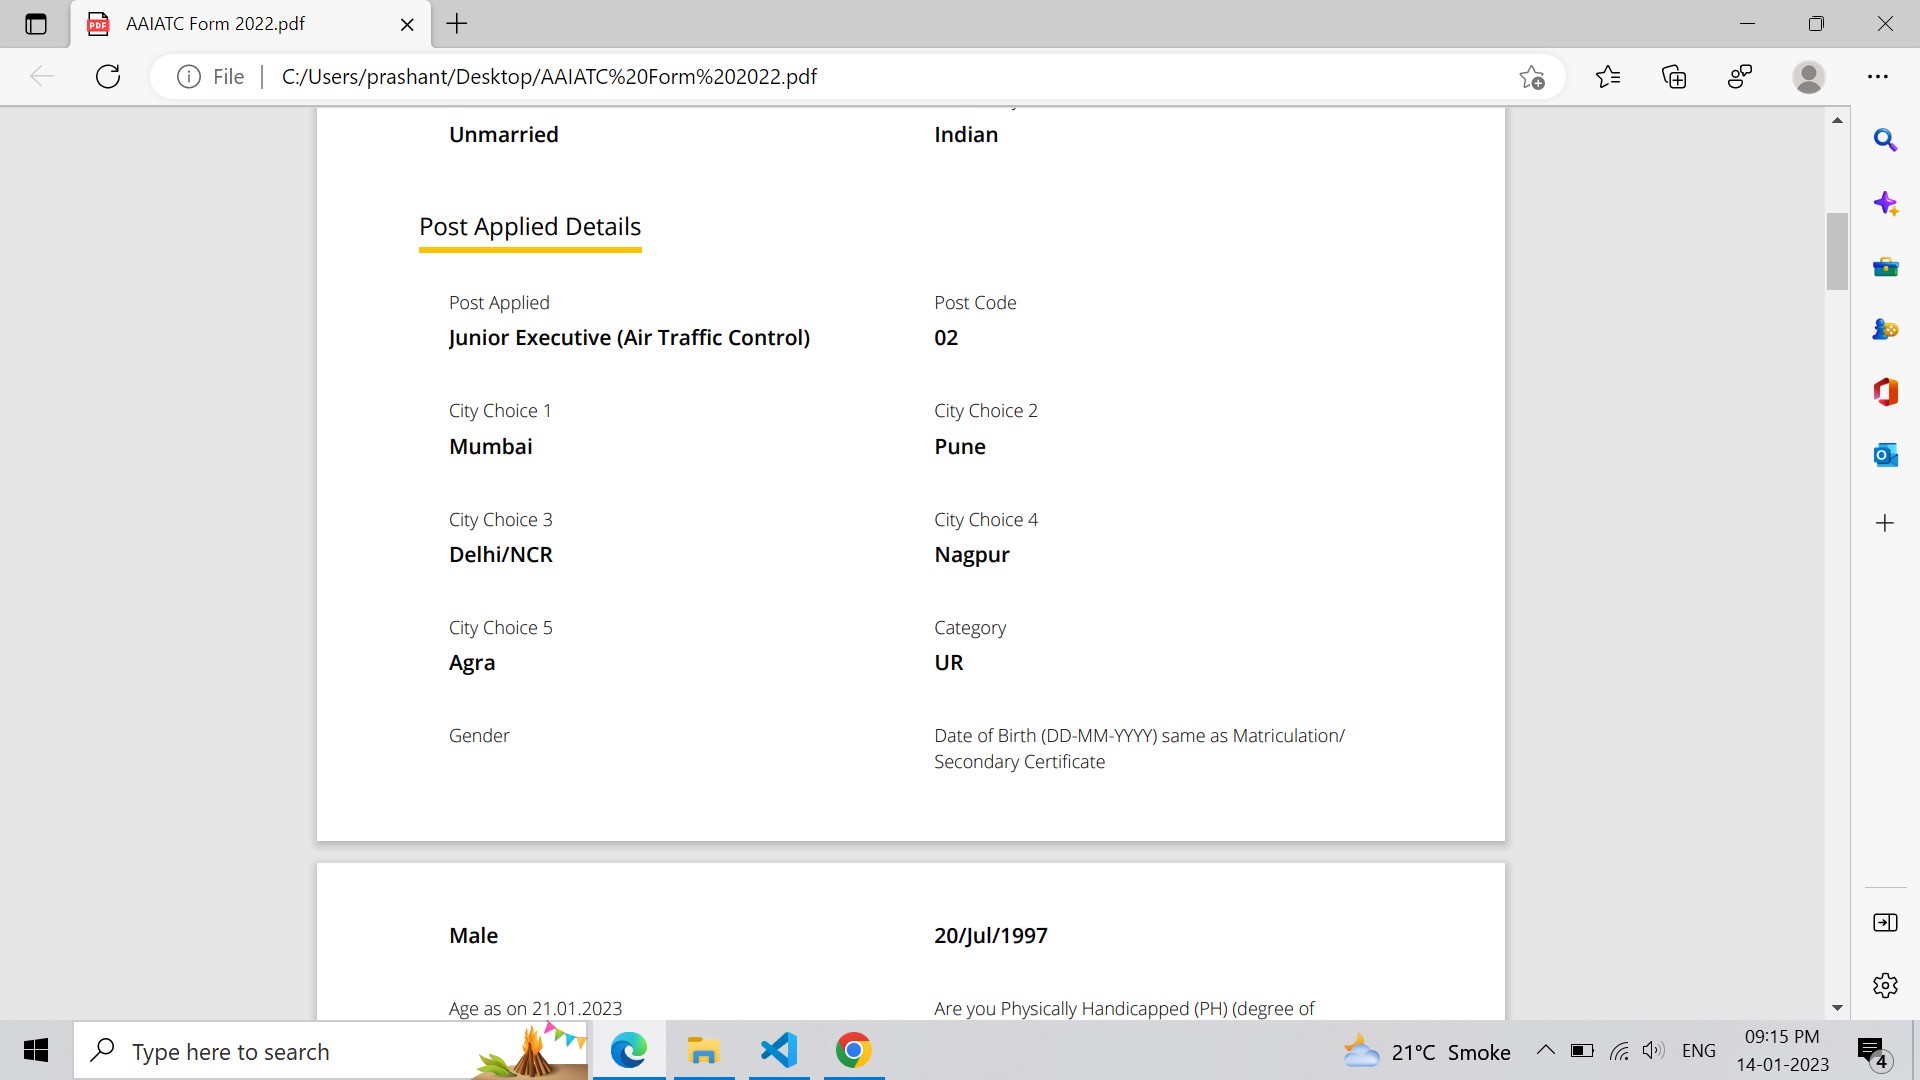 AAIATC Form 2022.pdf
File
C:/Users/prashant/Desktop/AAIATC%20Form%202022.pdf
Unmarried
Indian
Post Applied Details
Post Applied
Post Code
Junior Executive (Air Traffic Control)
02
City Choice 1
City Choice 2
Mumbai
Pune
City Choice 3
City Choice 4
Delhi/NCR
Nagpur
City Choice 5
Category
Agra
UR
Gender
Date of Birth (DD-MM-YYYY) same as Matriculation/
Secondary Certificate
Male
20/Jul/1997
Age as on 21.01.2023
Are you Physically Handicapped (PH) (degree of
Type here to search
21°C Smoke
ENG
09:15 PM
14-01-2023
4